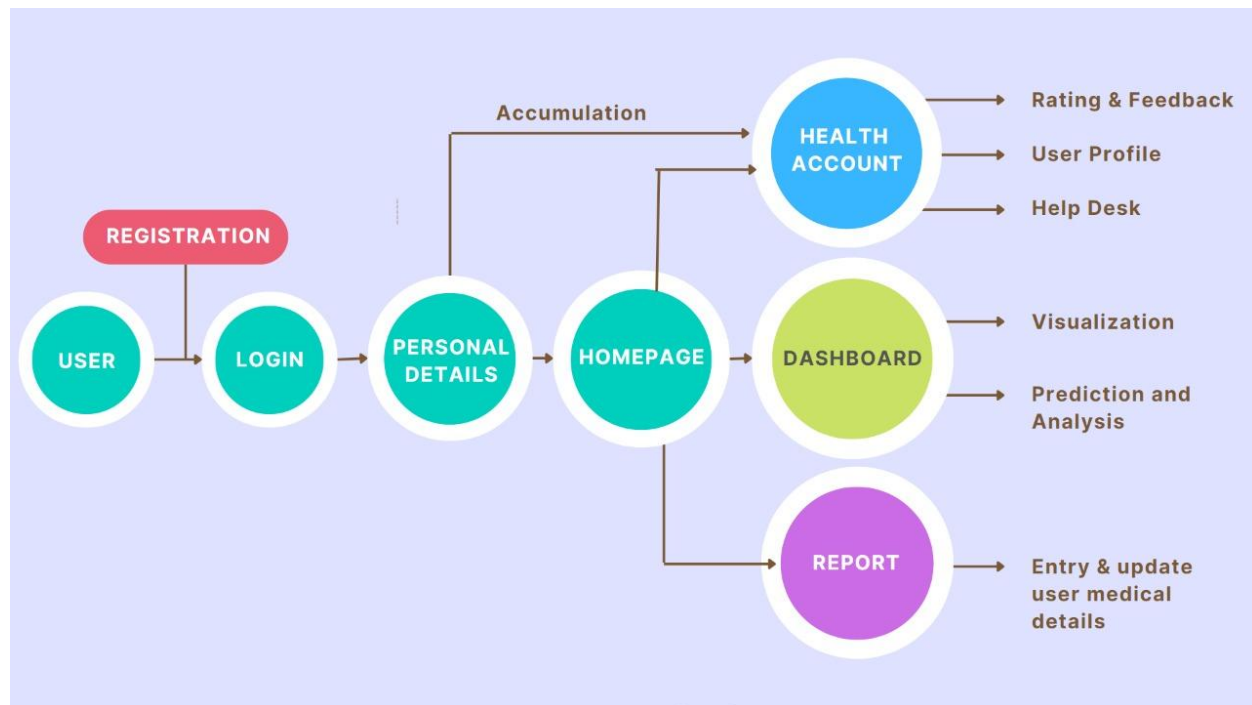 Accumulation
HEALTH
ACCOUNT
Rating & Feedback
User Profile
Help Desk
REGISTRATION
USER
LOGIN
PERSONAL
DETAILS
HOMEPAGE
DASHBOARD
Visualization
Prediction and
Analysis
REPORT
Entry & update
user medical
details